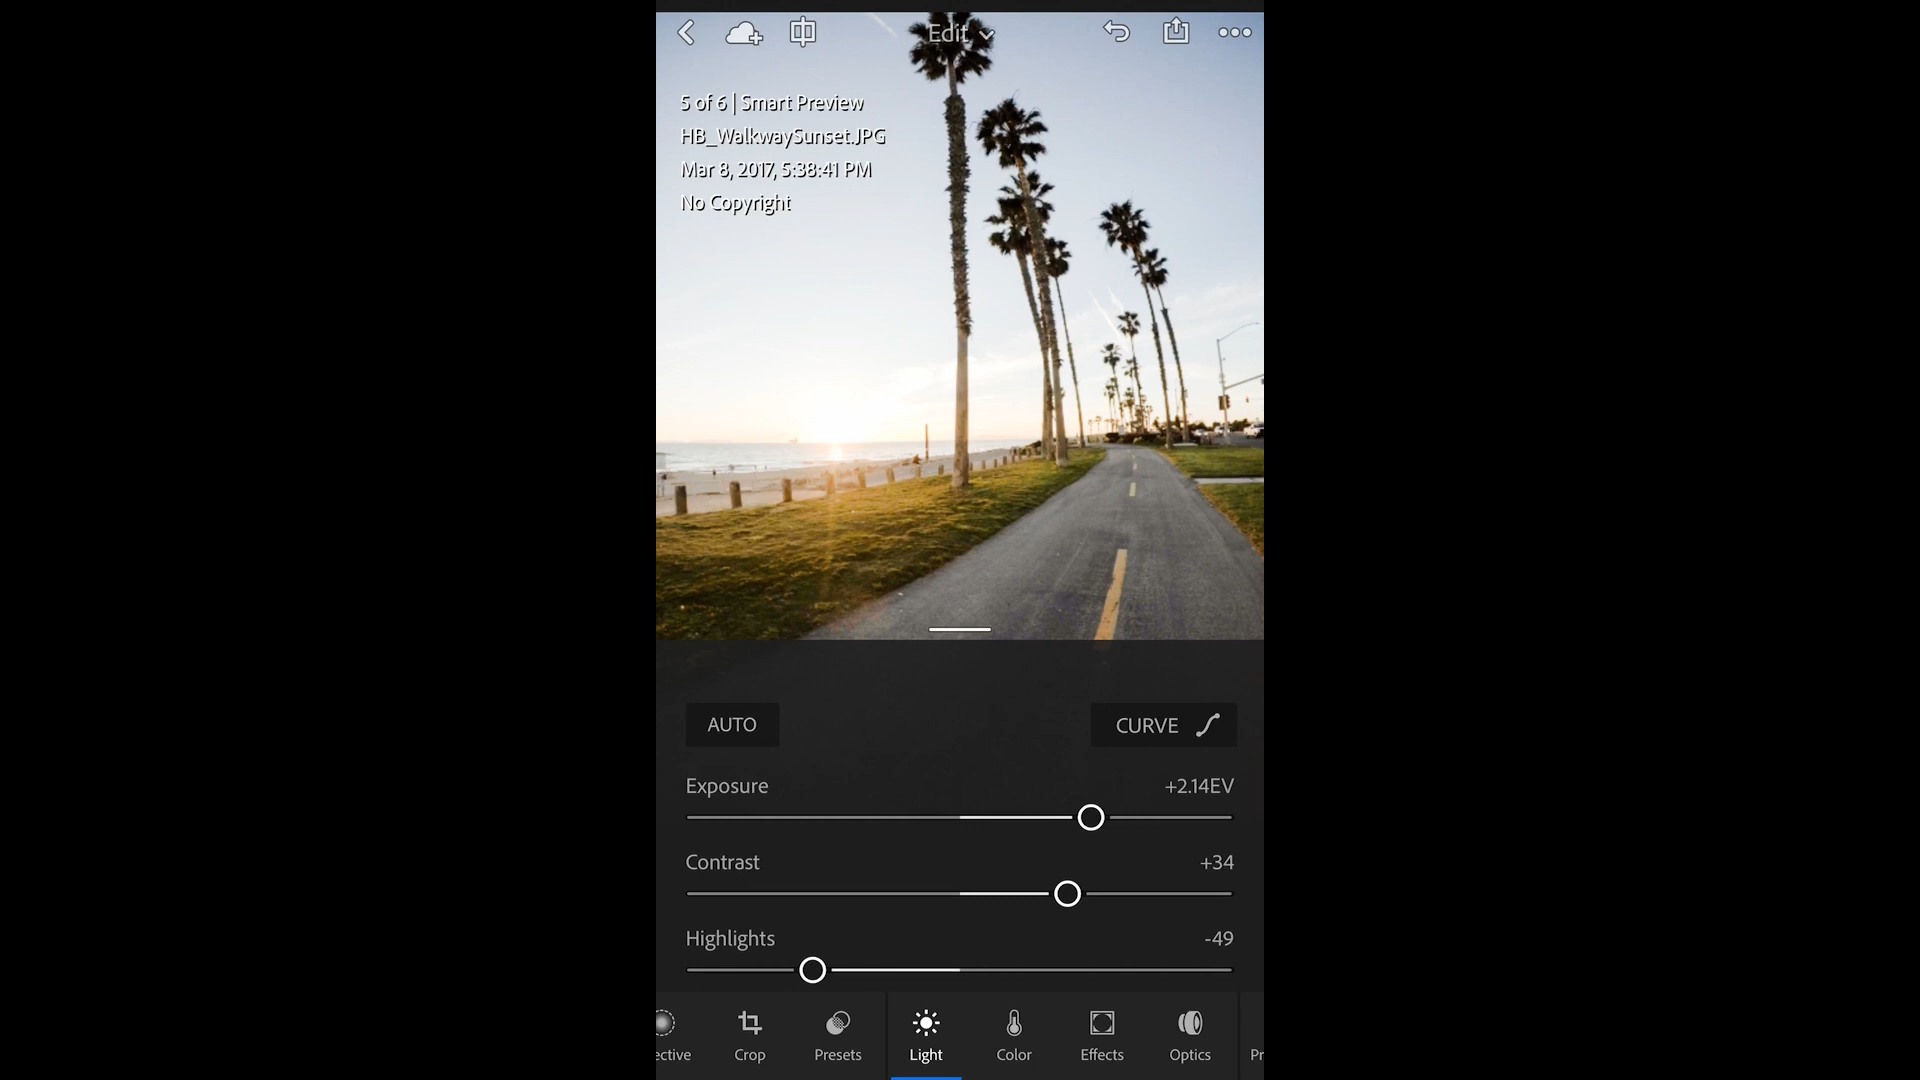 Edit
5 of 6 | Smart Preview
HB_WalkwaySunset.JPG
Mar 8, 2017, 5:38:41 PM
No Copyright
AUTO
CURVE
Exposure +2.14EV
Contrast +34
Highlights -49
ective Crop Presets Light Color Effects Optics Pr